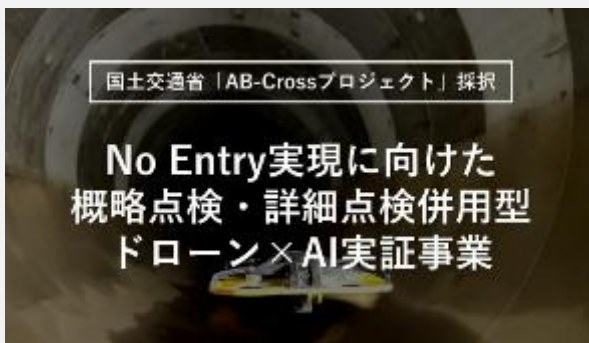 国土交通省「AB-Crossプロジェクト」採択
No Entry実現に向けた
概略点検・詳細点検併用型
ドローン×AI実証事業